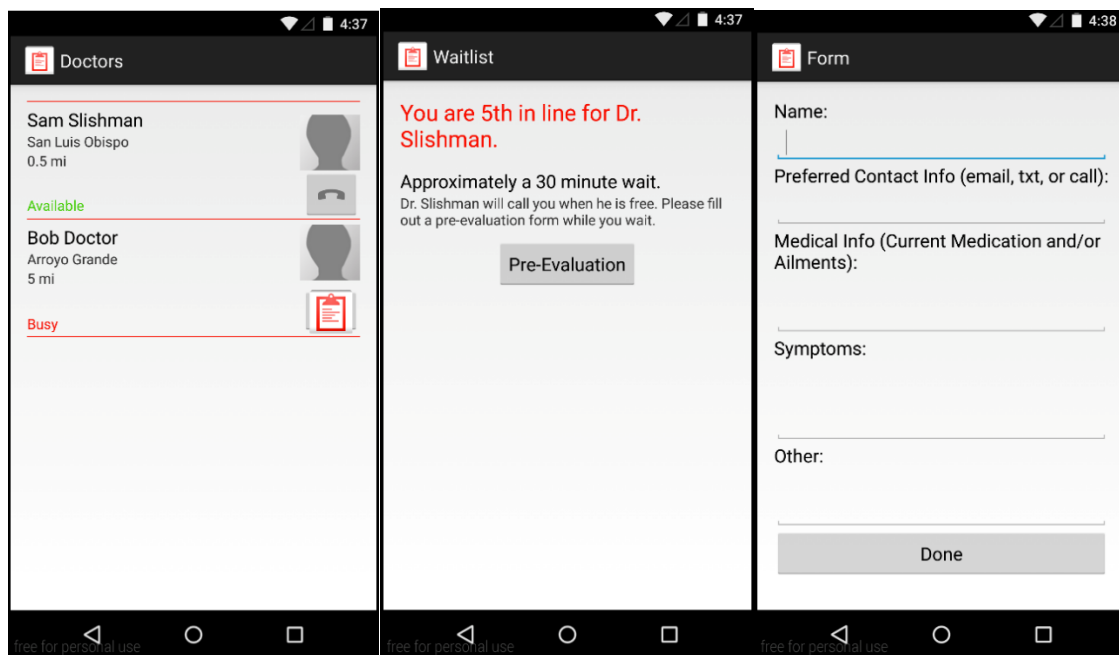 4:37
Doctors
Sam Slishman
San Luis Obispo
0.5 mi
Available
Bob Doctor
Arroyo Grande
5 mi
Busy
free for personal use
4:37
Waitlist
You are 5th in line for Dr.
Slishman.
Approximately a 30 minute wait.
Dr. Slishman will call you when he is free. Please fill
out a pre-evaluation form while you wait.
Pre-Evaluation
free for personal use
4:38
Form
Name:
Preferred Contact Info (email, txt, or call):
Medical Info (Current Medication and/or
Ailments):
Symptoms:
Other:
Done
free for personal use